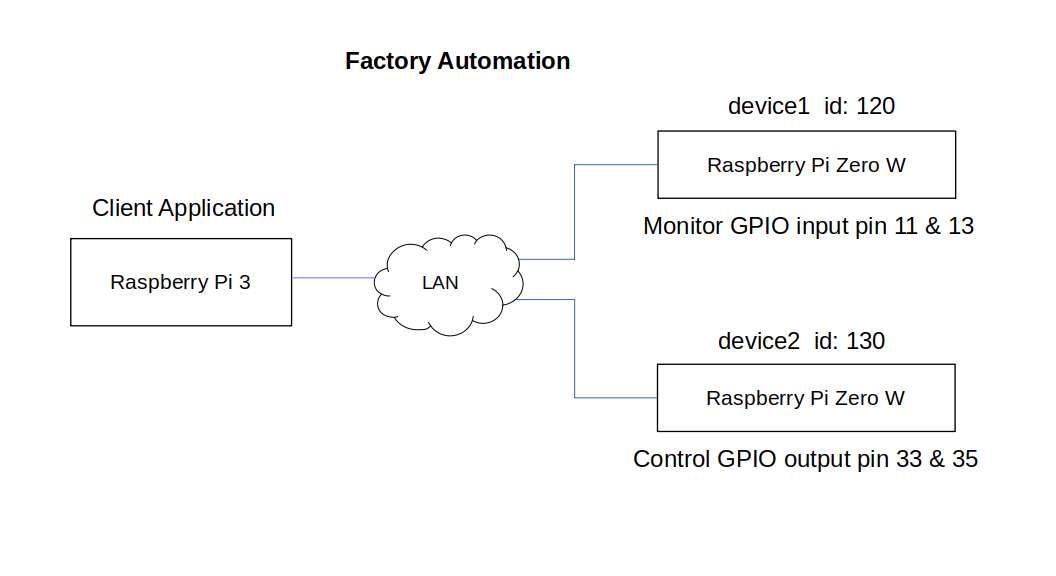 Factory Automation
device1  id: 120
Raspberry Pi Zero W
Monitor GPIO input pin 11 & 13
Client Application
Raspberry Pi 3
LAN
device2  id: 130
Raspberry Pi Zero W
Control GPIO output pin 33 & 35